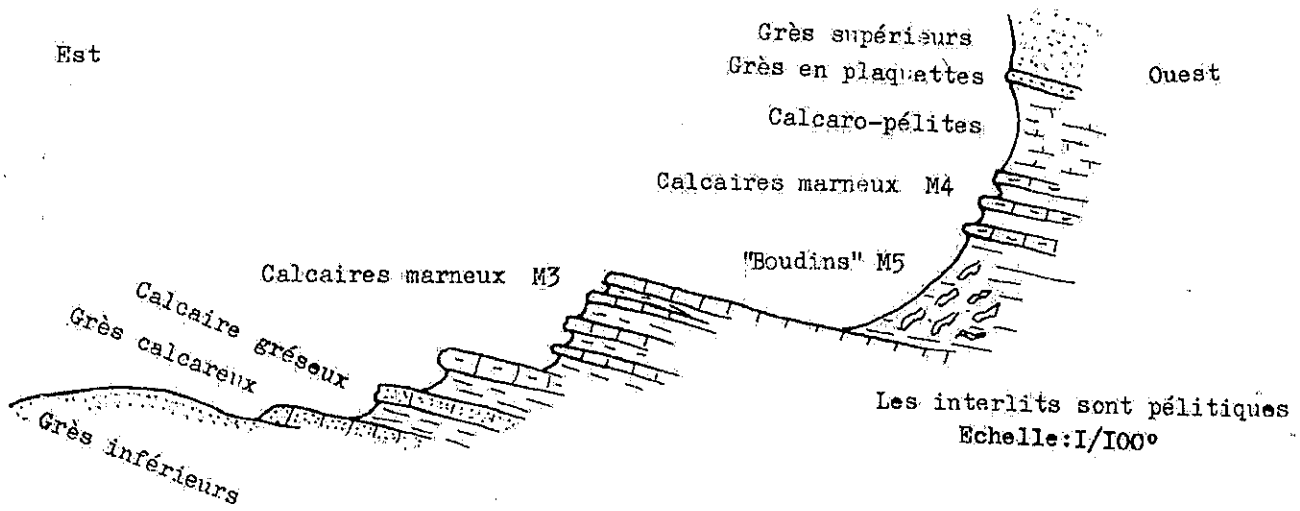 Est
Grès supérieurs
Grès en plaquettes
Ouest
Calcaro-pélites
Calcaires marneux M4
"Boudins" M5
Calcaires marneux M3
Calcaire gréseux
Grès calcareux
Grès inférieurs
Les interlits sont pélitiques
Echelle:I/I00°